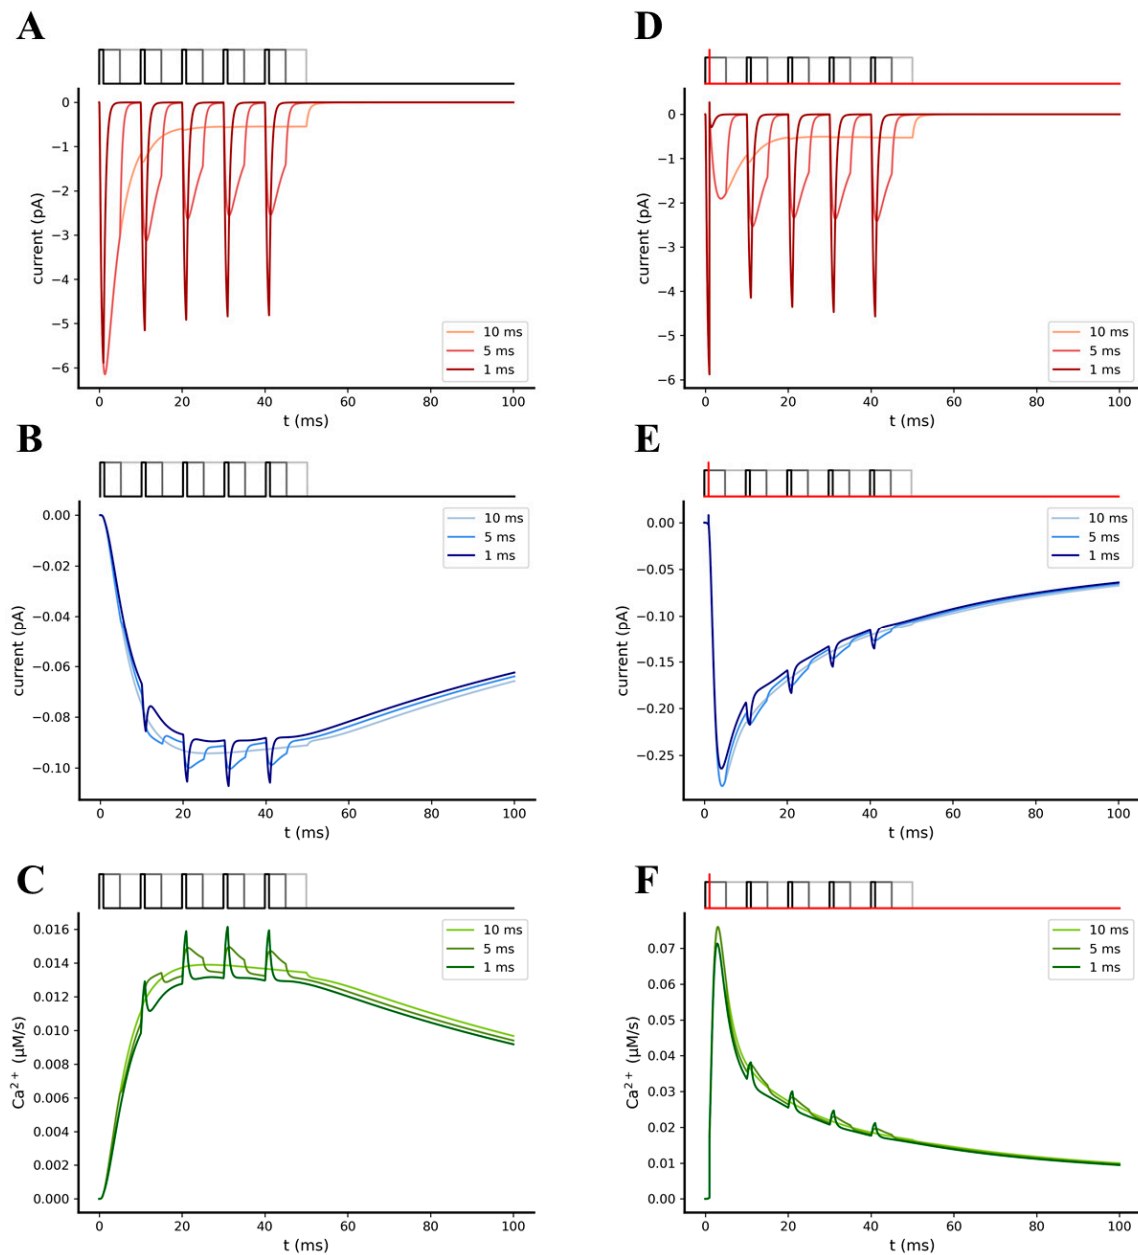 A
0
−1
−2
−3
−4
−5
−6
current (pA)
10 ms
5 ms
1 ms
0 20 40 60 80 100
t (ms)
D
0
−1
−2
−3
−4
−5
−6
current (pA)
10 ms
5 ms
1 ms
0 20 40 60 80 100
t (ms)
B
0.00
−0.02
−0.04
−0.06
−0.08
−0.10
current (pA)
10 ms
5 ms
1 ms
0 20 40 60 80 100
t (ms)
E
0.00
−0.05
−0.10
−0.15
−0.20
−0.25
current (pA)
10 ms
5 ms
1 ms
0 20 40 60 80 100
t (ms)
C
0.016
0.014
0.012
0.010
0.008
0.006
0.004
0.002
0.000
Ca²⁺ (µM/s)
10 ms
5 ms
1 ms
0 20 40 60 80 100
t (ms)
F
0.07
0.06
0.05
0.04
0.03
0.02
0.01
0.00
Ca²⁺ (µM/s)
10 ms
5 ms
1 ms
0 20 40 60 80 100
t (ms)